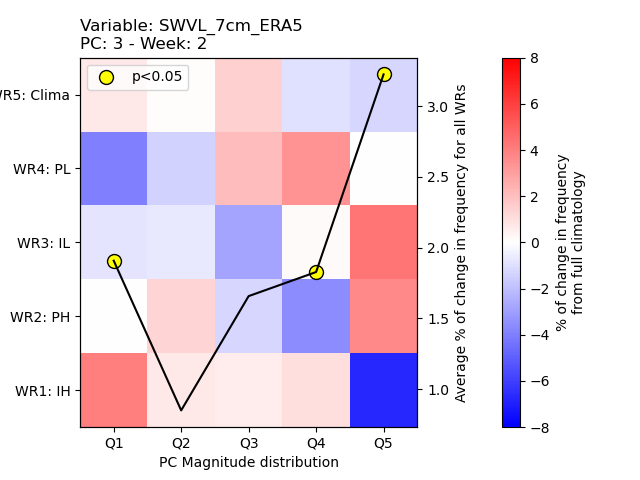 Variable: SWVL_7cm_ERA5
PC: 3 - Week: 2
p<0.05
WR5: Clima
WR4: PL
WR3: IL
WR2: PH
WR1: IH
Q1 Q2 Q3 Q4 Q5
PC Magnitude distribution
3.0
2.5
2.0
1.5
1.0
Average % of change in frequency for all WRs
8
6
4
2
0
−2
−4
−6
−8
% of change in frequency
from full climatology